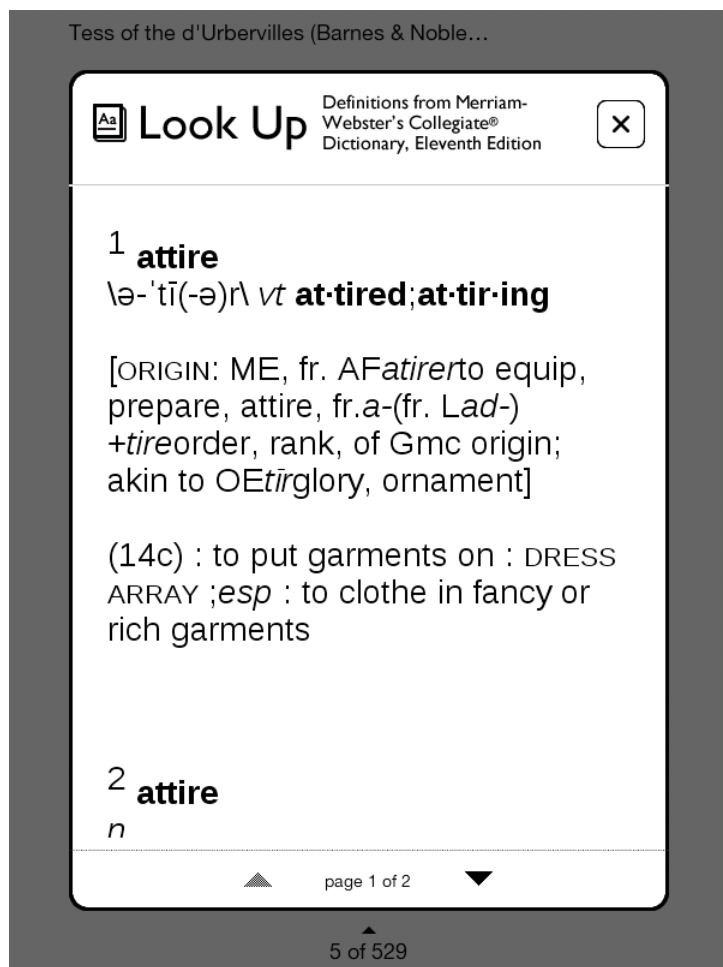 Tess of the d'Urbervilles (Barnes & Noble…
Aa
Look Up
Definitions from Merriam-
Webster's Collegiate®
Dictionary, Eleventh Edition
1 attire
\ə-ˈtī(-ə)r\ vt at·tired;at·tir·ing
[ORIGIN: ME, fr. AFatirerto equip,
prepare, attire, fr.a-(fr. Lad-)
+tireorder, rank, of Gmc origin;
akin to OEtīrglory, ornament]
(14c) : to put garments on : DRESS
ARRAY ;esp : to clothe in fancy or
rich garments
2 attire
n
page 1 of 2
5 of 529